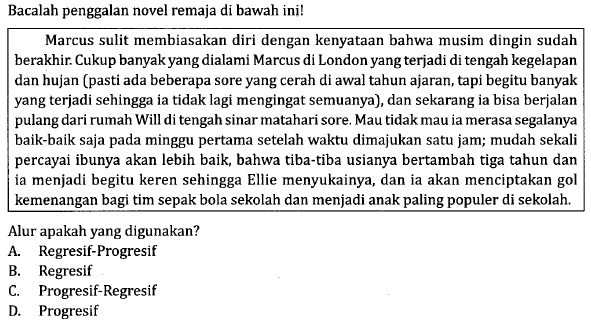 Bacalah penggalan novel remaja di bawah ini!
Marcus sulit membiasakan diri dengan kenyataan bahwa musim dingin sudah
berakhir. Cukup banyak yang dialami Marcus di London yang terjadi di tengah kegelapan
dan hujan (pasti ada beberapa sore yang cerah di awal tahun ajaran, tapi begitu banyak
yang terjadi sehingga ia tidak lagi mengingat semuanya), dan sekarang ia bisa berjalan
pulang dari rumah Will di tengah sinar matahari sore. Mau tidak mau ia merasa segalanya
baik-baik saja pada minggu pertama setelah waktu dimajukan satu jam; mudah sekali
percayai ibunya akan lebih baik, bahwa tiba-tiba usianya bertambah tiga tahun dan
ia menjadi begitu keren sehingga Ellie menyukainya, dan ia akan menciptakan gol
kemenangan bagi tim sepak bola sekolah dan menjadi anak paling populer di sekolah.
Alur apakah yang digunakan?
A. Regresif-Progresif
B. Regresif
C. Progresif-Regresif
D. Progresif